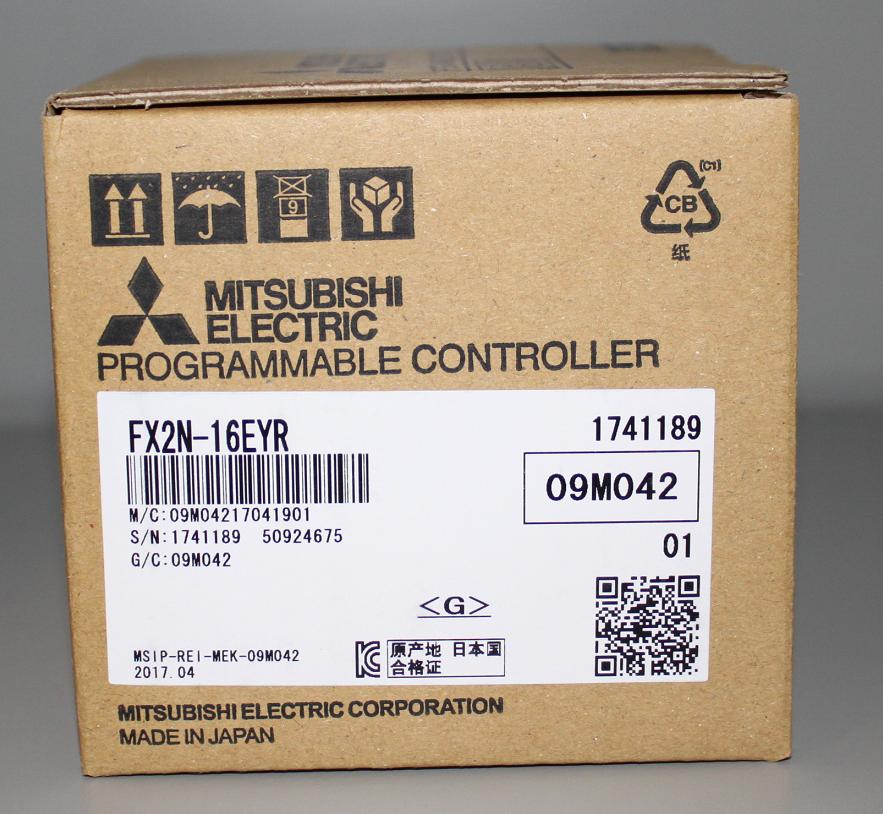 9
[C1]
CB
纸
MITSUBISHI
ELECTRIC
PROGRAMMABLE CONTROLLER
FX2N-16EYR
1741189
M/C:09M04217041901
S/N:1741189 50924675
G/C:09M042
09M042
01
<G>
MSIP-REI-MEK-09M042
2017.04
原产地 日本国
合格证
MITSUBISHI ELECTRIC CORPORATION
MADE IN JAPAN